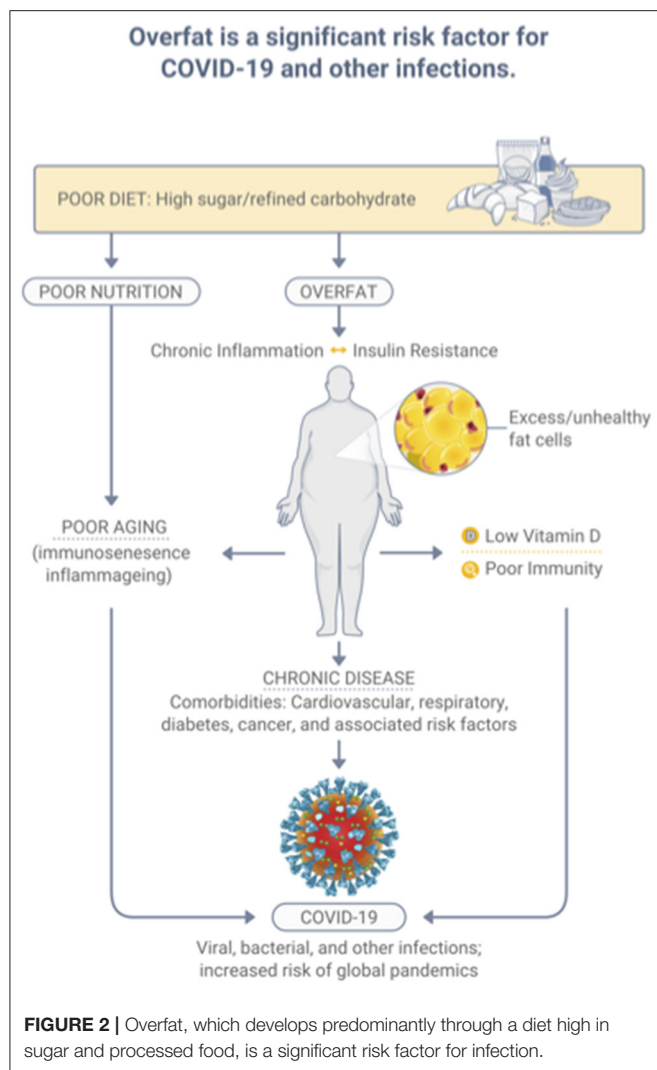 Overfat is a significant risk factor for
COVID-19 and other infections.
POOR DIET: High sugar/refined carbohydrate
POOR NUTRITION
OVERFAT
Chronic Inflammation ↔ Insulin Resistance
Excess/unhealthy
fat cells
POOR AGING
(immunosenesence
inflammageing)
D Low Vitamin D
Poor Immunity
CHRONIC DISEASE
Comorbidities: Cardiovascular, respiratory,
diabetes, cancer, and associated risk factors
COVID-19
Viral, bacterial, and other infections;
increased risk of global pandemics
FIGURE 2 | Overfat, which develops predominantly through a diet high in
sugar and processed food, is a significant risk factor for infection.